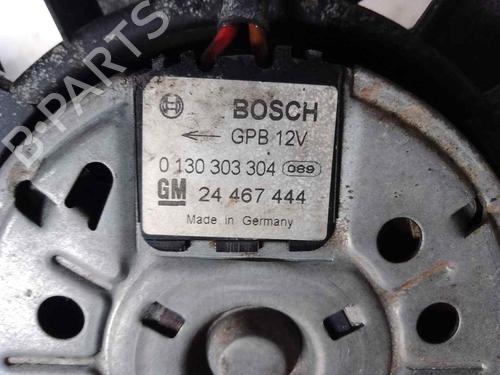 BOSCH
← GPB 12V
0 130 303 304 089
GM 24 467 444
Made in Germany
B-PARTS